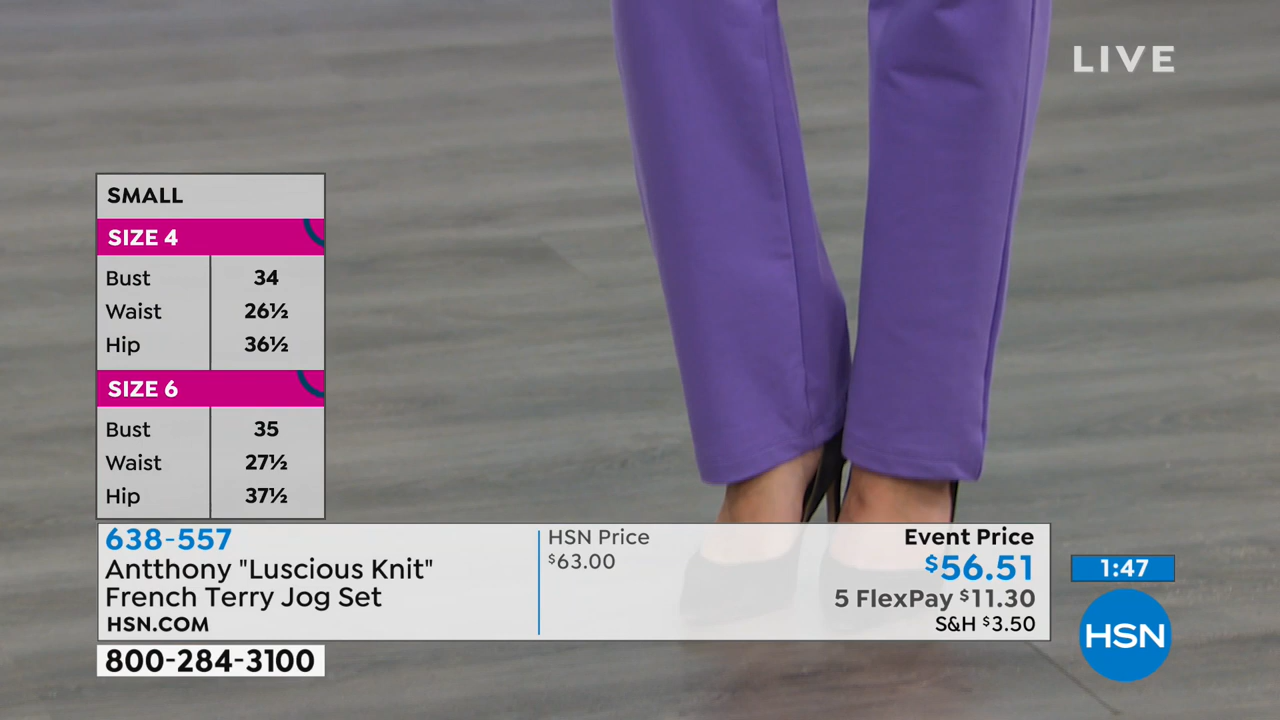 LIVE
SMALL
SIZE 4
Bust 34
Waist 26½
Hip 36½
SIZE 6
Bust 35
Waist 27½
Hip 37½
638-557
Antthony "Luscious Knit"
French Terry Jog Set
HSN.COM
HSN Price
$63.00
Event Price
$56.51
5 FlexPay $11.30
S&H $3.50
1:47
HSN
800-284-3100